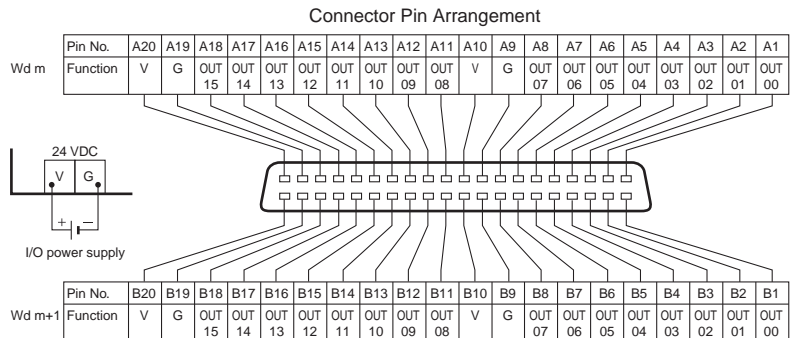 Connector Pin Arrangement
Pin No. A20 A19 A18 A17 A16 A15 A14 A13 A12 A11 A10 A9 A8 A7 A6 A5 A4 A3 A2 A1
Wd m Function V G OUT 15 OUT 14 OUT 13 OUT 12 OUT 11 OUT 10 OUT 09 OUT 08 V G OUT 07 OUT 06 OUT 05 OUT 04 OUT 03 OUT 02 OUT 01 OUT 00
24 VDC
V G
+ −
I/O power supply
Pin No. B20 B19 B18 B17 B16 B15 B14 B13 B12 B11 B10 B9 B8 B7 B6 B5 B4 B3 B2 B1
Wd m+1 Function V G OUT 15 OUT 14 OUT 13 OUT 12 OUT 11 OUT 10 OUT 09 OUT 08 V G OUT 07 OUT 06 OUT 05 OUT 04 OUT 03 OUT 02 OUT 01 OUT 00